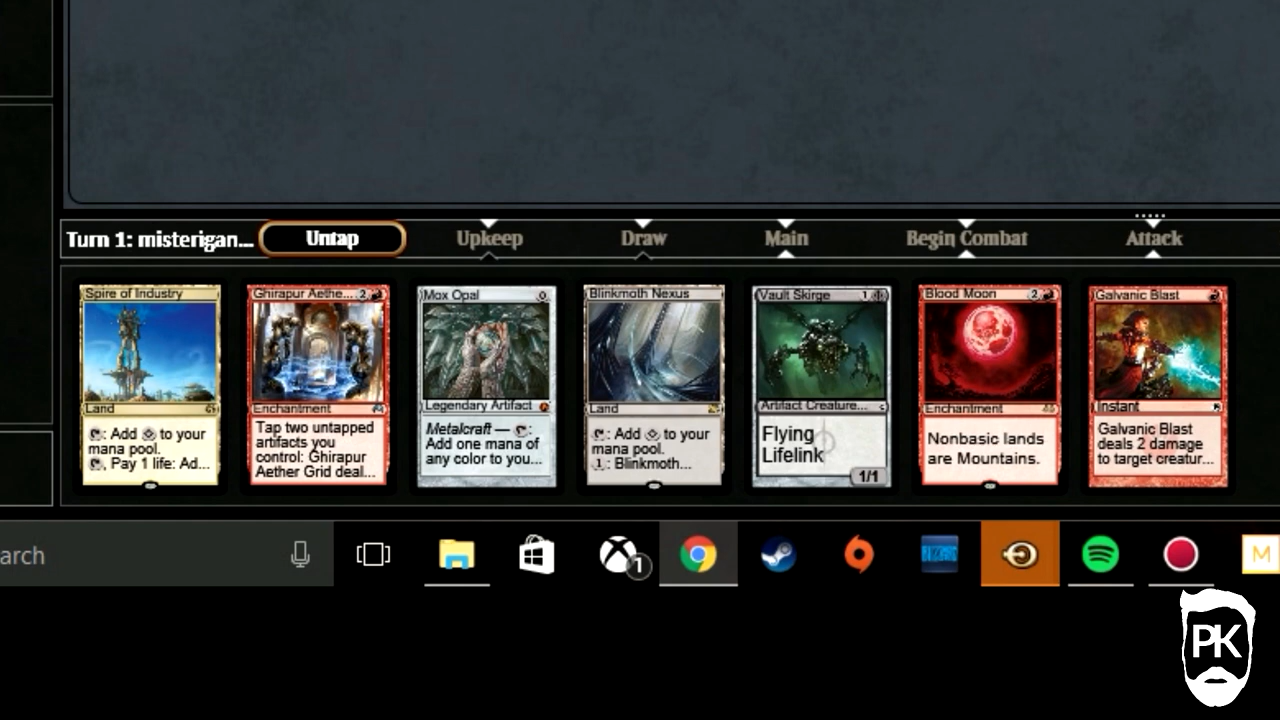 Turn 1: misterigan... Untap Upkeep Draw Main Begin Combat Attack
Spire of Industry
Land
: Add to your
mana pool.
, Pay 1 life: Ad...
Ghirapur Aethe... 2
Enchantment
Tap two untapped
artifacts you
control: Ghirapur
Aether Grid deal...
Mox Opal 0
Legendary Artifact
Metalcraft — :
Add one mana of
any color to you...
Blinkmoth Nexus
Land
: Add to your
mana pool.
1: Blinkmoth...
Vault Skirge 1
Artifact Creature...
Flying
Lifelink
1/1
Blood Moon 2
Enchantment
Nonbasic lands
are Mountains.
Galvanic Blast
Instant
Galvanic Blast
deals 2 damage
to target creatur...
arch
1
BLIZZARD
M
PK